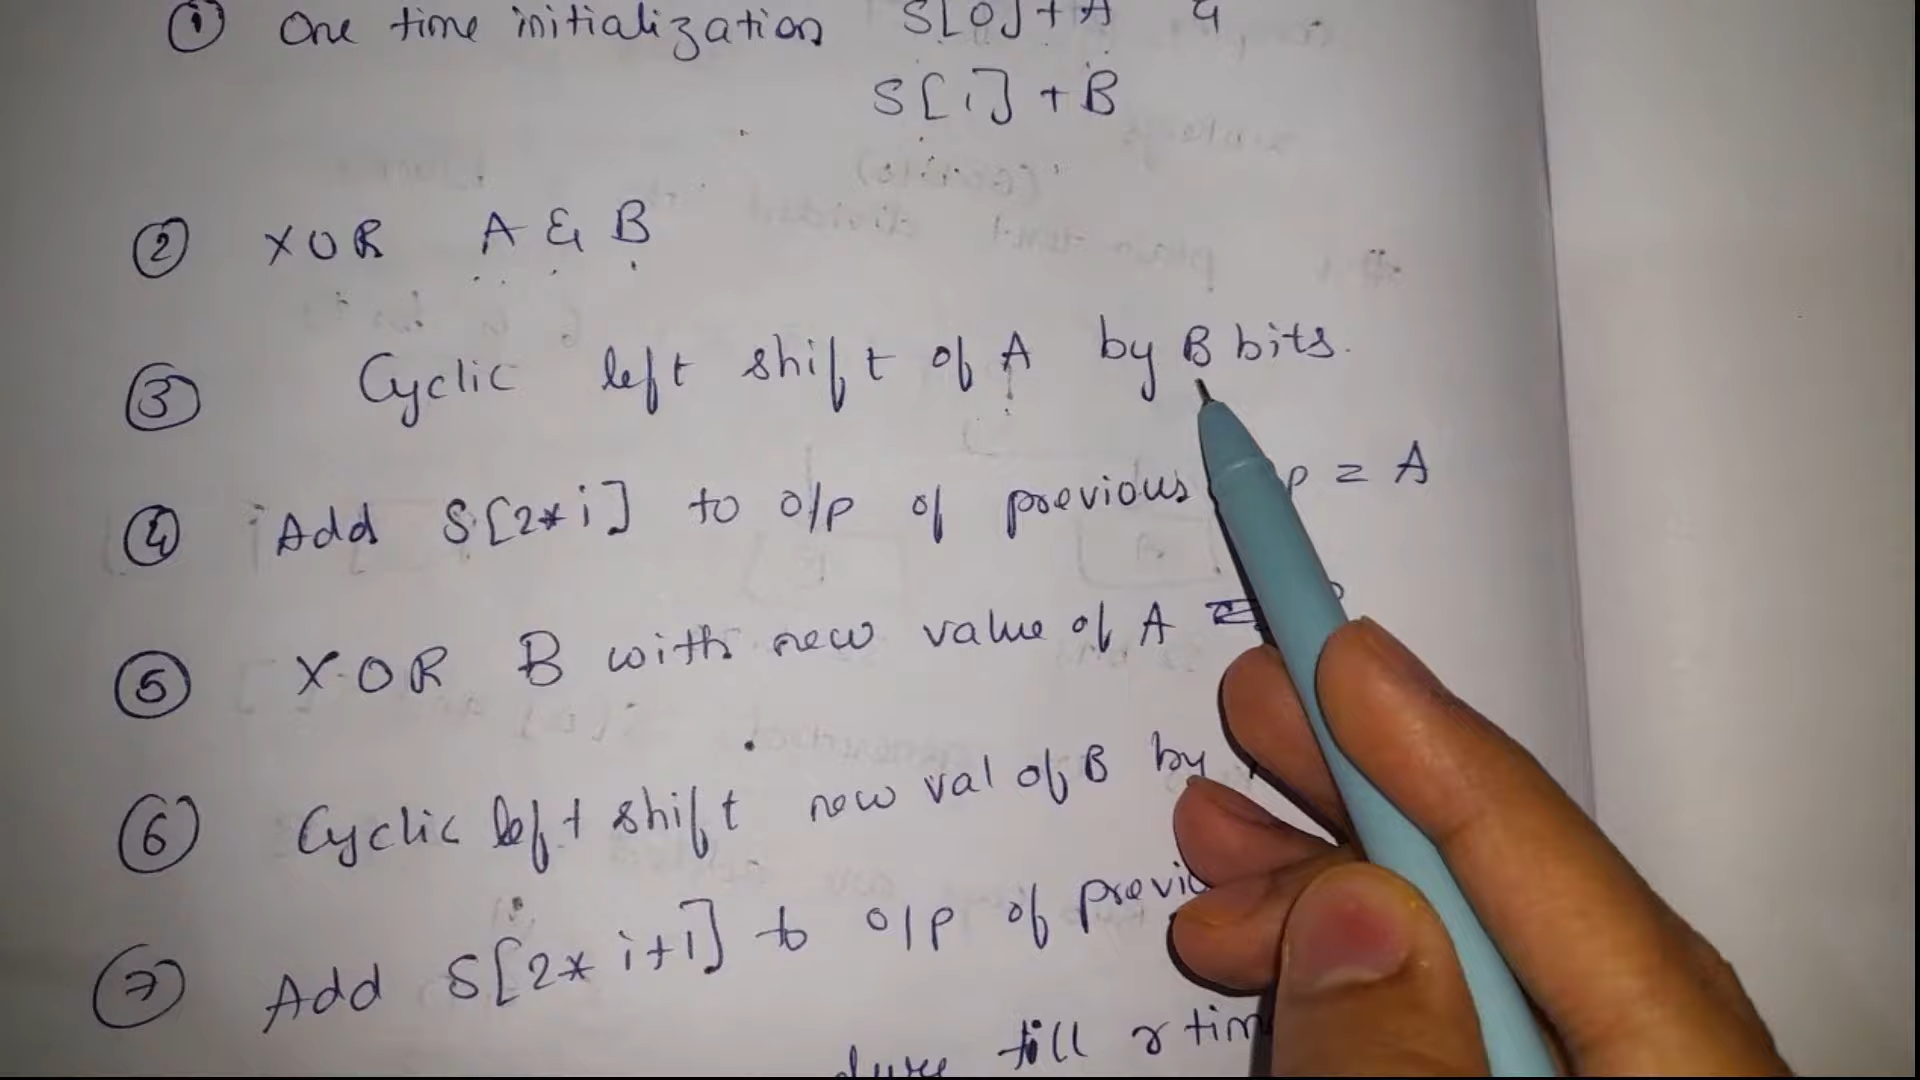 ① One time initialization S[0] + A &
S[i] + B
② XOR A & B
③ Cyclic left shift of A by B bits.
④ Add S[2*i] to o/p of previous p = A
⑤ X-OR B with new value of A
⑥ Cyclic left shift new val of B by
⑦ Add S[2*i+1] to o/p of previo
till r tim